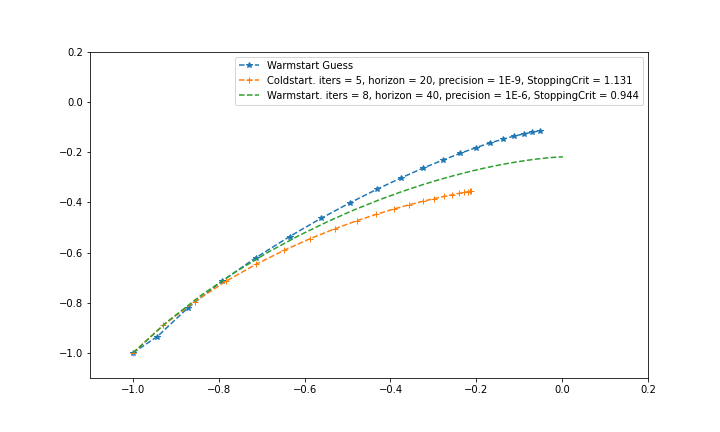 0.2
0.0
−0.2
−0.4
−0.6
−0.8
−1.0
Warmstart Guess
Coldstart. iters = 5, horizon = 20, precision = 1E-9, StoppingCrit = 1.131
Warmstart. iters = 8, horizon = 40, precision = 1E-6, StoppingCrit = 0.944
−1.0 −0.8 −0.6 −0.4 −0.2 0.0 0.2